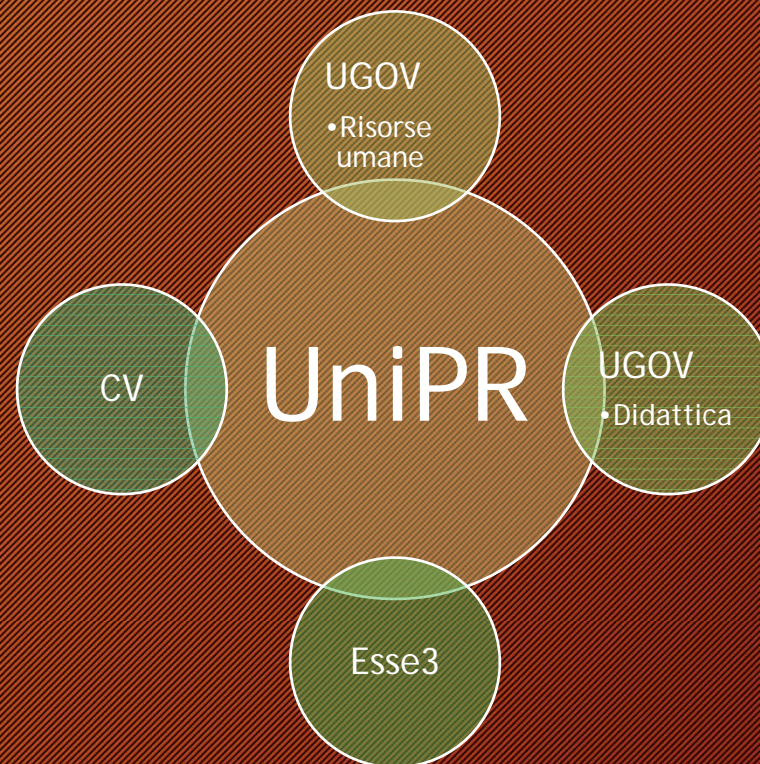 UGOV
•Risorse
umane
CV
UniPR
UGOV
•Didattica
Esse3